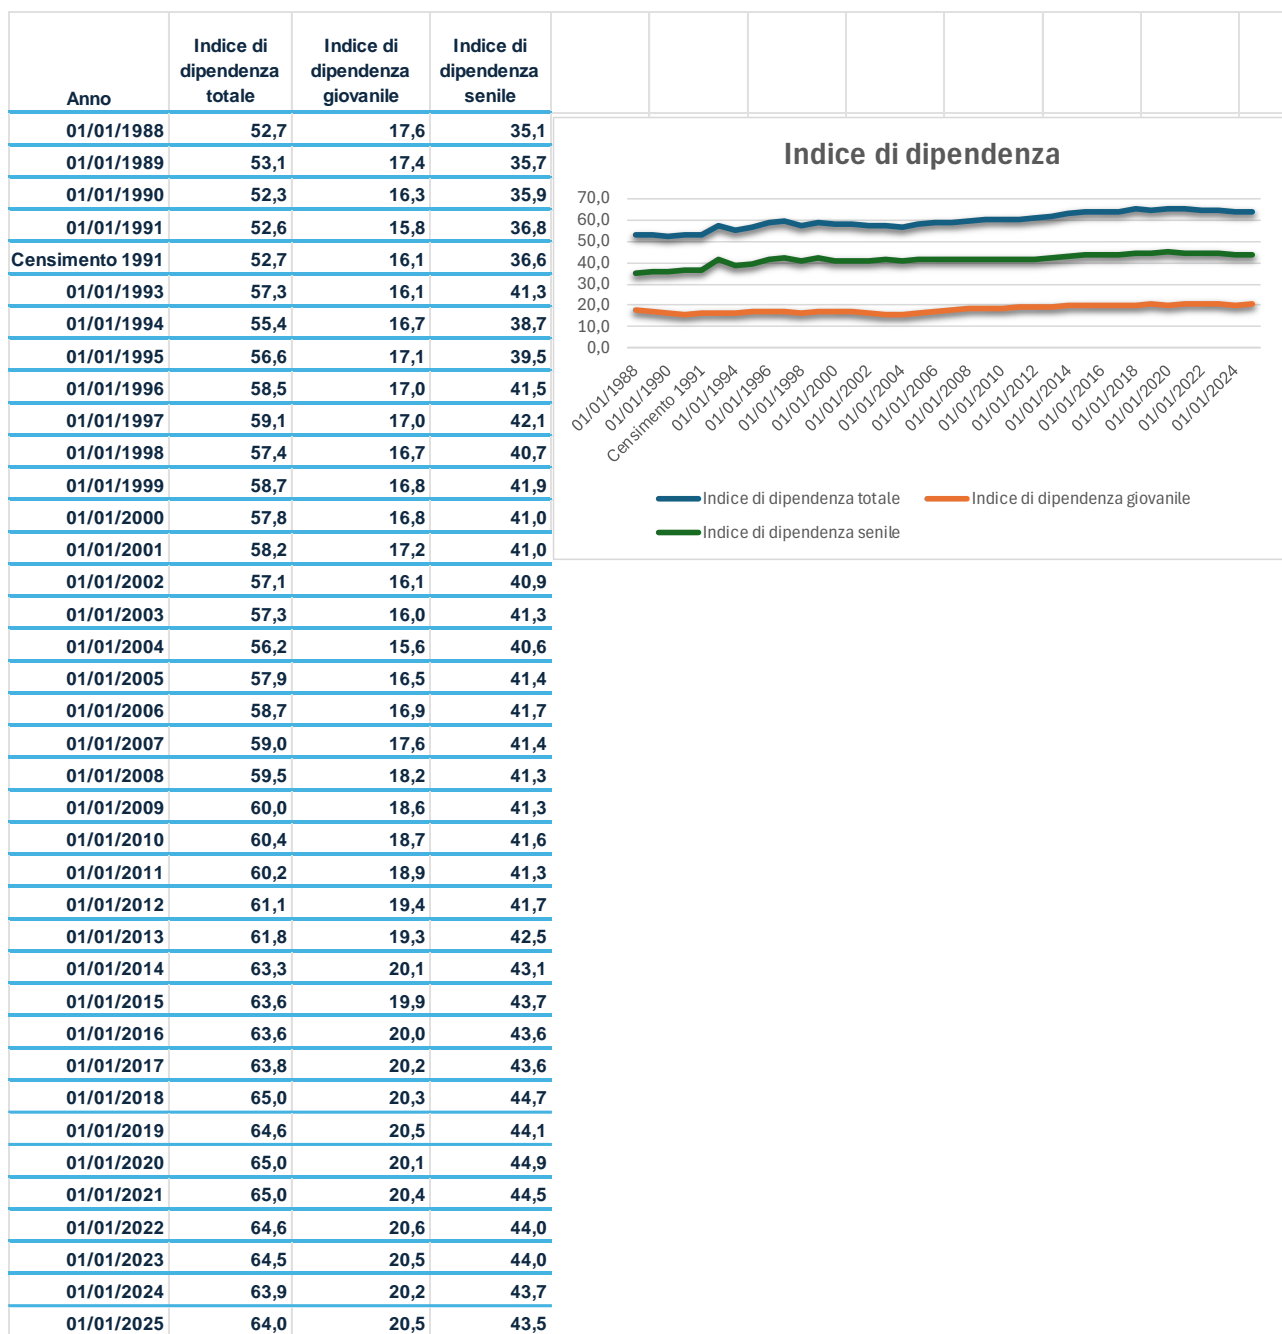 Anno Indice di dipendenza totale Indice di dipendenza giovanile Indice di dipendenza senile
01/01/1988 52,7 17,6 35,1
01/01/1989 53,1 17,4 35,7
01/01/1990 52,3 16,3 35,9
01/01/1991 52,6 15,8 36,8
Censimento 1991 52,7 16,1 36,6
01/01/1993 57,3 16,1 41,3
01/01/1994 55,4 16,7 38,7
01/01/1995 56,6 17,1 39,5
01/01/1996 58,5 17,0 41,5
01/01/1997 59,1 17,0 42,1
01/01/1998 57,4 16,7 40,7
01/01/1999 58,7 16,8 41,9
01/01/2000 57,8 16,8 41,0
01/01/2001 58,2 17,2 41,0
01/01/2002 57,1 16,1 40,9
01/01/2003 57,3 16,0 41,3
01/01/2004 56,2 15,6 40,6
01/01/2005 57,9 16,5 41,4
01/01/2006 58,7 16,9 41,7
01/01/2007 59,0 17,6 41,4
01/01/2008 59,5 18,2 41,3
01/01/2009 60,0 18,6 41,3
01/01/2010 60,4 18,7 41,6
01/01/2011 60,2 18,9 41,3
01/01/2012 61,1 19,4 41,7
01/01/2013 61,8 19,3 42,5
01/01/2014 63,3 20,1 43,1
01/01/2015 63,6 19,9 43,7
01/01/2016 63,6 20,0 43,6
01/01/2017 63,8 20,2 43,6
01/01/2018 65,0 20,3 44,7
01/01/2019 64,6 20,5 44,1
01/01/2020 65,0 20,1 44,9
01/01/2021 65,0 20,4 44,5
01/01/2022 64,6 20,6 44,0
01/01/2023 64,5 20,5 44,0
01/01/2024 63,9 20,2 43,7
01/01/2025 64,0 20,5 43,5
Indice di dipendenza
70,0
60,0
50,0
40,0
30,0
20,0
10,0
0,0
01/01/1988
01/01/1990
Censimento 1991
01/01/1994
01/01/1996
01/01/1998
01/01/2000
01/01/2002
01/01/2004
01/01/2006
01/01/2008
01/01/2010
01/01/2012
01/01/2014
01/01/2016
01/01/2018
01/01/2020
01/01/2022
01/01/2024
Indice di dipendenza totale Indice di dipendenza giovanile
Indice di dipendenza senile